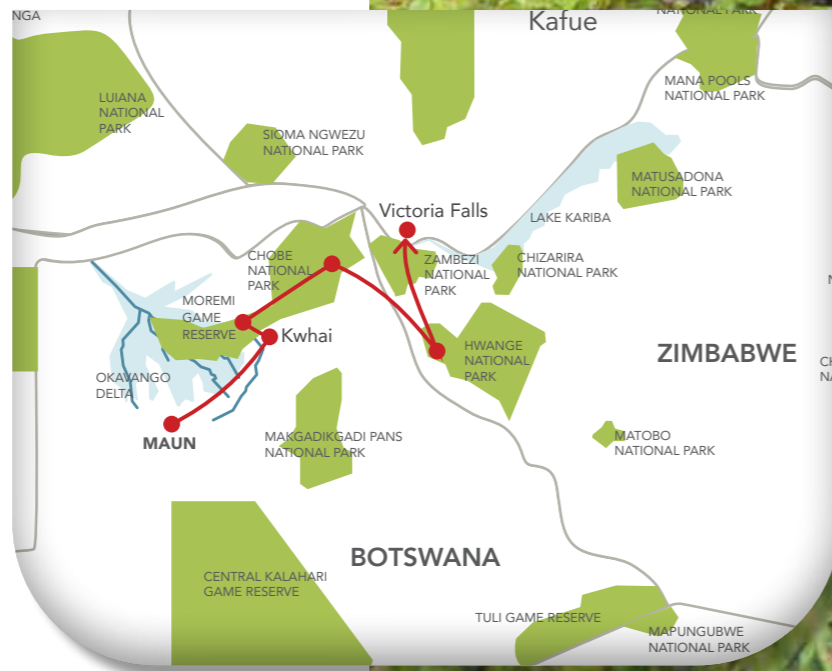 NGA
Kafue
NATIONAL PARK
MANA POOLS
NATIONAL PARK
LUIANA
NATIONAL
PARK
SIOMA NGWEZU
NATIONAL PARK
MATUSADONA
NATIONAL PARK
Victoria Falls
LAKE KARIBA
CHOBE
NATIONAL
PARK
ZAMBEZI
NATIONAL
PARK
CHIZARIRA
NATIONAL PARK
MOREMI
GAME
RESERVE
Kwhai
HWANGE
NATIONAL
PARK
ZIMBABWE
OKAVANGO
DELTA
MAUN
MAKGADIKGADI PANS
NATIONAL PARK
MATOBO
NATIONAL PARK
BOTSWANA
CENTRAL KALAHARI
GAME RESERVE
TULI GAME RESERVE
MAPUNGUBWE
NATIONAL PARK